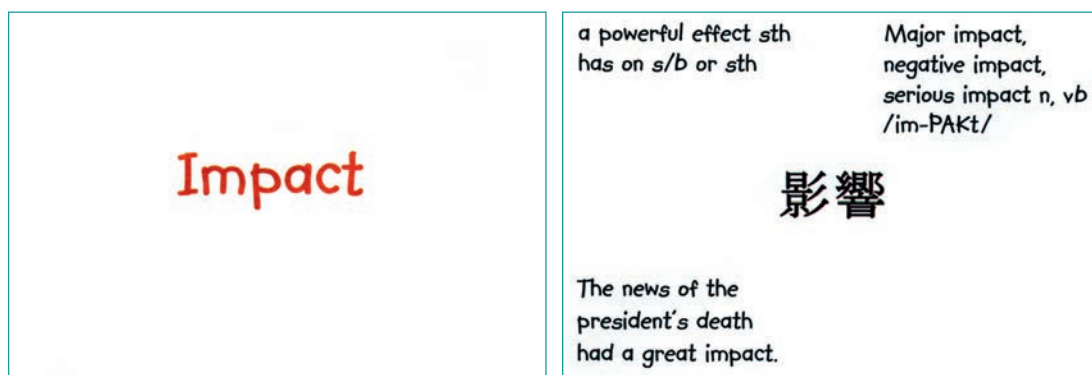 Impact
a powerful effect sth
has on s/b or sth
Major impact,
negative impact,
serious impact n, vb
/im-PAKt/
影響
The news of the
president's death
had a great impact.